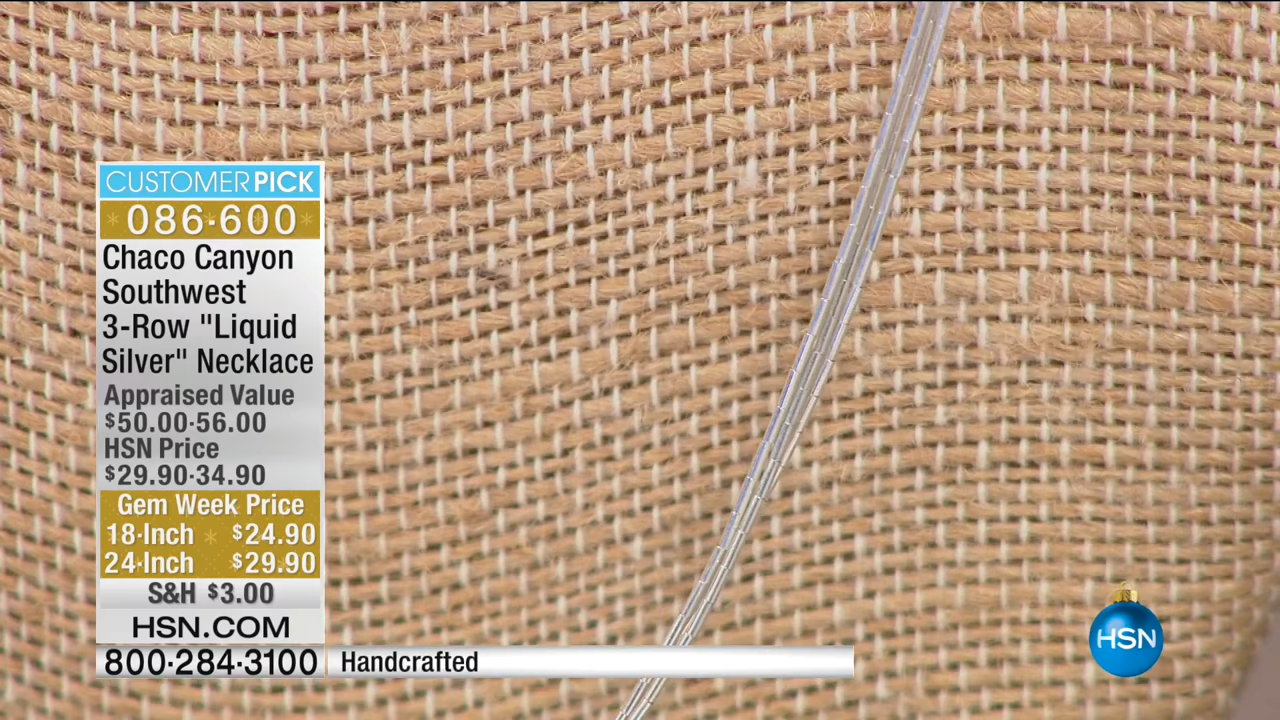 CUSTOMERPICK
086-600
Chaco Canyon
Southwest
3-Row "Liquid
Silver" Necklace
Appraised Value
$50.00-56.00
HSN Price
$29.90-34.90
Gem Week Price
18-Inch $24.90
24-Inch $29.90
S&H $3.00
HSN.COM
800-284-3100
Handcrafted
HSN